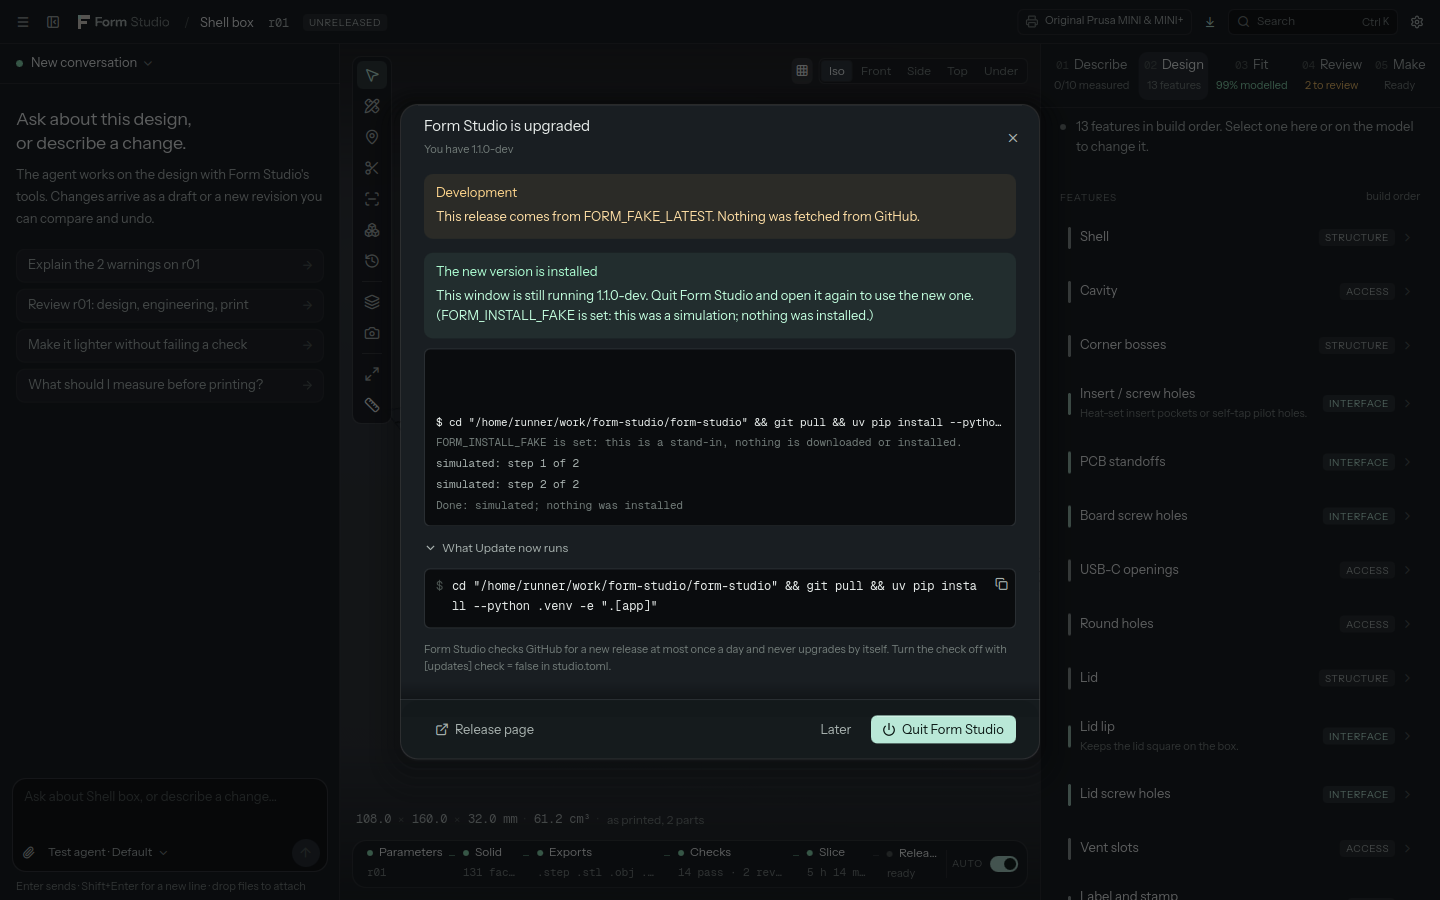 Form Studio / Shell box r01 UNRELEASED
Original Prusa MINI & MINI+
Search Ctrl K
New conversation
Ask about this design,
or describe a change.
The agent works on the design with Form Studio's
tools. Changes arrive as a draft or a new revision you
can compare and undo.
Explain the 2 warnings on r01
Review r01: design, engineering, print
Make it lighter without failing a check
What should I measure before printing?
Ask about Shell box, or describe a change...
Test agent · Default
Enter sends · Shift+Enter for a new line · drop files to attach
Iso Front Side Top Under
Form Studio is upgraded
You have 1.1.0-dev
Development
This release comes from FORM_FAKE_LATEST. Nothing was fetched from GitHub.
The new version is installed
This window is still running 1.1.0-dev. Quit Form Studio and open it again to use the new one.
(FORM_INSTALL_FAKE is set: this was a simulation; nothing was installed.)
$ cd "/home/runner/work/form-studio/form-studio" && git pull && uv pip install --pytho…
FORM_INSTALL_FAKE is set: this is a stand-in, nothing is downloaded or installed.
simulated: step 1 of 2
simulated: step 2 of 2
Done: simulated; nothing was installed
What Update now runs
$ cd "/home/runner/work/form-studio/form-studio" && git pull && uv pip insta
ll --python .venv -e ".[app]"
Form Studio checks GitHub for a new release at most once a day and never upgrades by itself. Turn the check off with
[updates] check = false in studio.toml.
Release page
Later
Quit Form Studio
108.0 × 160.0 × 32.0 mm · 61.2 cm³ · as printed, 2 parts
Parameters … Solid … Exports … Checks … Slice … Relea…
r01 131 fac… .step .stl .obj … 14 pass · 2 rev… 5 h 14 m… ready
AUTO
01 Describe 02 Design 03 Fit 04 Review 05 Make
0/10 measured 13 features 99% modelled 2 to review Ready
13 features in build order. Select one here or on the model
to change it.
FEATURES build order
Shell STRUCTURE
Cavity ACCESS
Corner bosses STRUCTURE
Insert / screw holes
Heat-set insert pockets or self-tap pilot holes.
INTERFACE
PCB standoffs INTERFACE
Board screw holes INTERFACE
USB-C openings ACCESS
Round holes ACCESS
Lid STRUCTURE
Lid lip
Keeps the lid square on the box.
INTERFACE
Lid screw holes INTERFACE
Vent slots ACCESS
Label and stamp